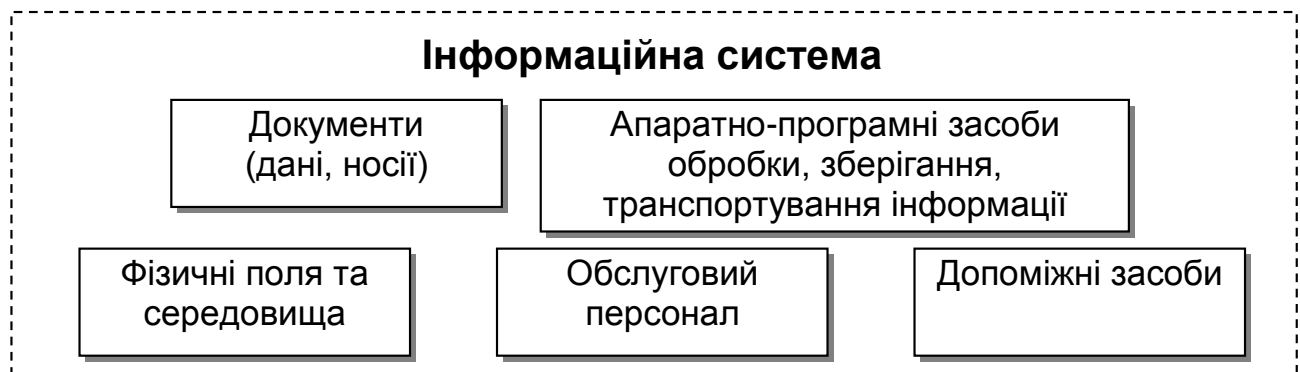 Інформаційна система
Документи
(дані, носії)
Апаратно-програмні засоби
обробки, зберігання,
транспортування інформації
Фізичні поля та
середовища
Обслуговий
персонал
Допоміжні засоби